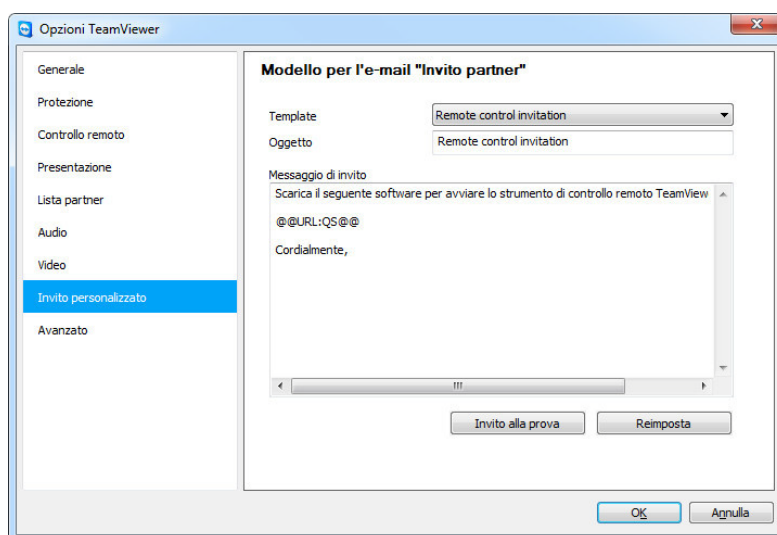 Opzioni TeamViewer
Generale
Protezione
Controllo remoto
Presentazione
Lista partner
Audio
Video
Invito personalizzato
Avanzato
Modello per l'e-mail "Invito partner"
Template
Remote control invitation
Oggetto
Remote control invitation
Messaggio di invito
Scarica il seguente software per avviare lo strumento di controllo remoto TeamView
@@URL:QS@@
Cordialmente,
Invito alla prova
Reimposta
OK
Annulla